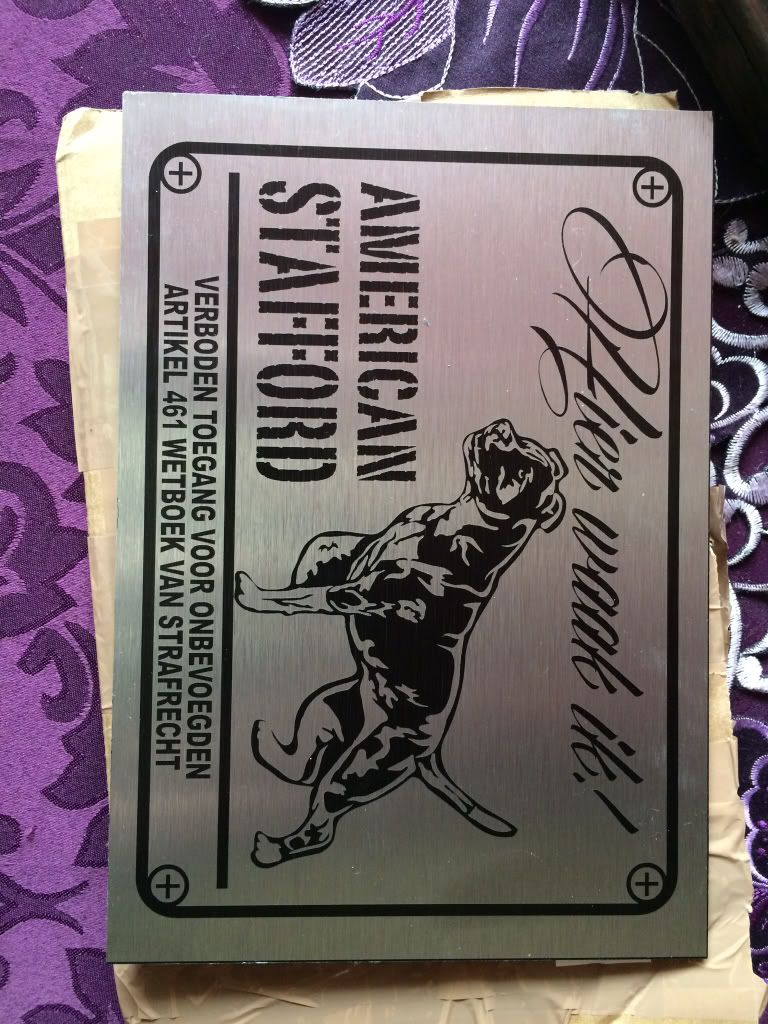 Hier waak ik!
AMERICAN
STAFFORD
VERBODEN TOEGANG VOOR ONBEVOEGDEN
ARTIKEL 461 WETBOEK VAN STRAFRECHT